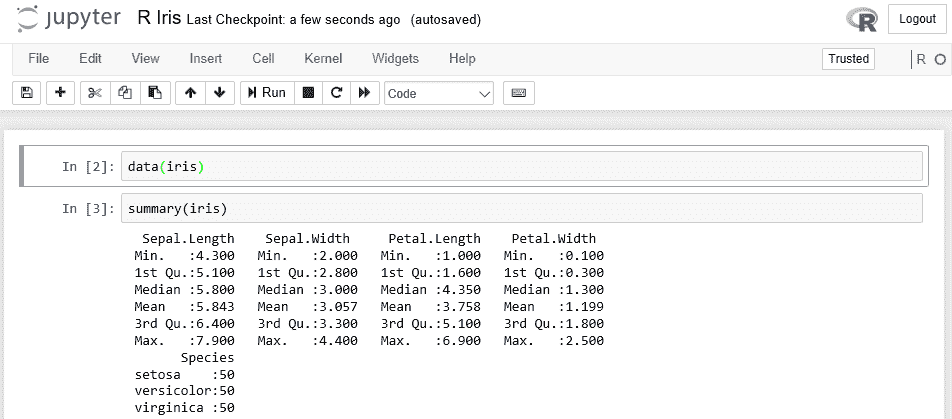 jupyter R Iris Last Checkpoint: a few seconds ago (autosaved) R Logout
File Edit View Insert Cell Kernel Widgets Help Trusted R
Run Code
In [2]: data(iris)
In [3]: summary(iris)
Sepal.Length Sepal.Width Petal.Length Petal.Width
Min. :4.300 Min. :2.000 Min. :1.000 Min. :0.100
1st Qu.:5.100 1st Qu.:2.800 1st Qu.:1.600 1st Qu.:0.300
Median :5.800 Median :3.000 Median :4.350 Median :1.300
Mean :5.843 Mean :3.057 Mean :3.758 Mean :1.199
3rd Qu.:6.400 3rd Qu.:3.300 3rd Qu.:5.100 3rd Qu.:1.800
Max. :7.900 Max. :4.400 Max. :6.900 Max. :2.500
Species
setosa :50
versicolor:50
virginica :50